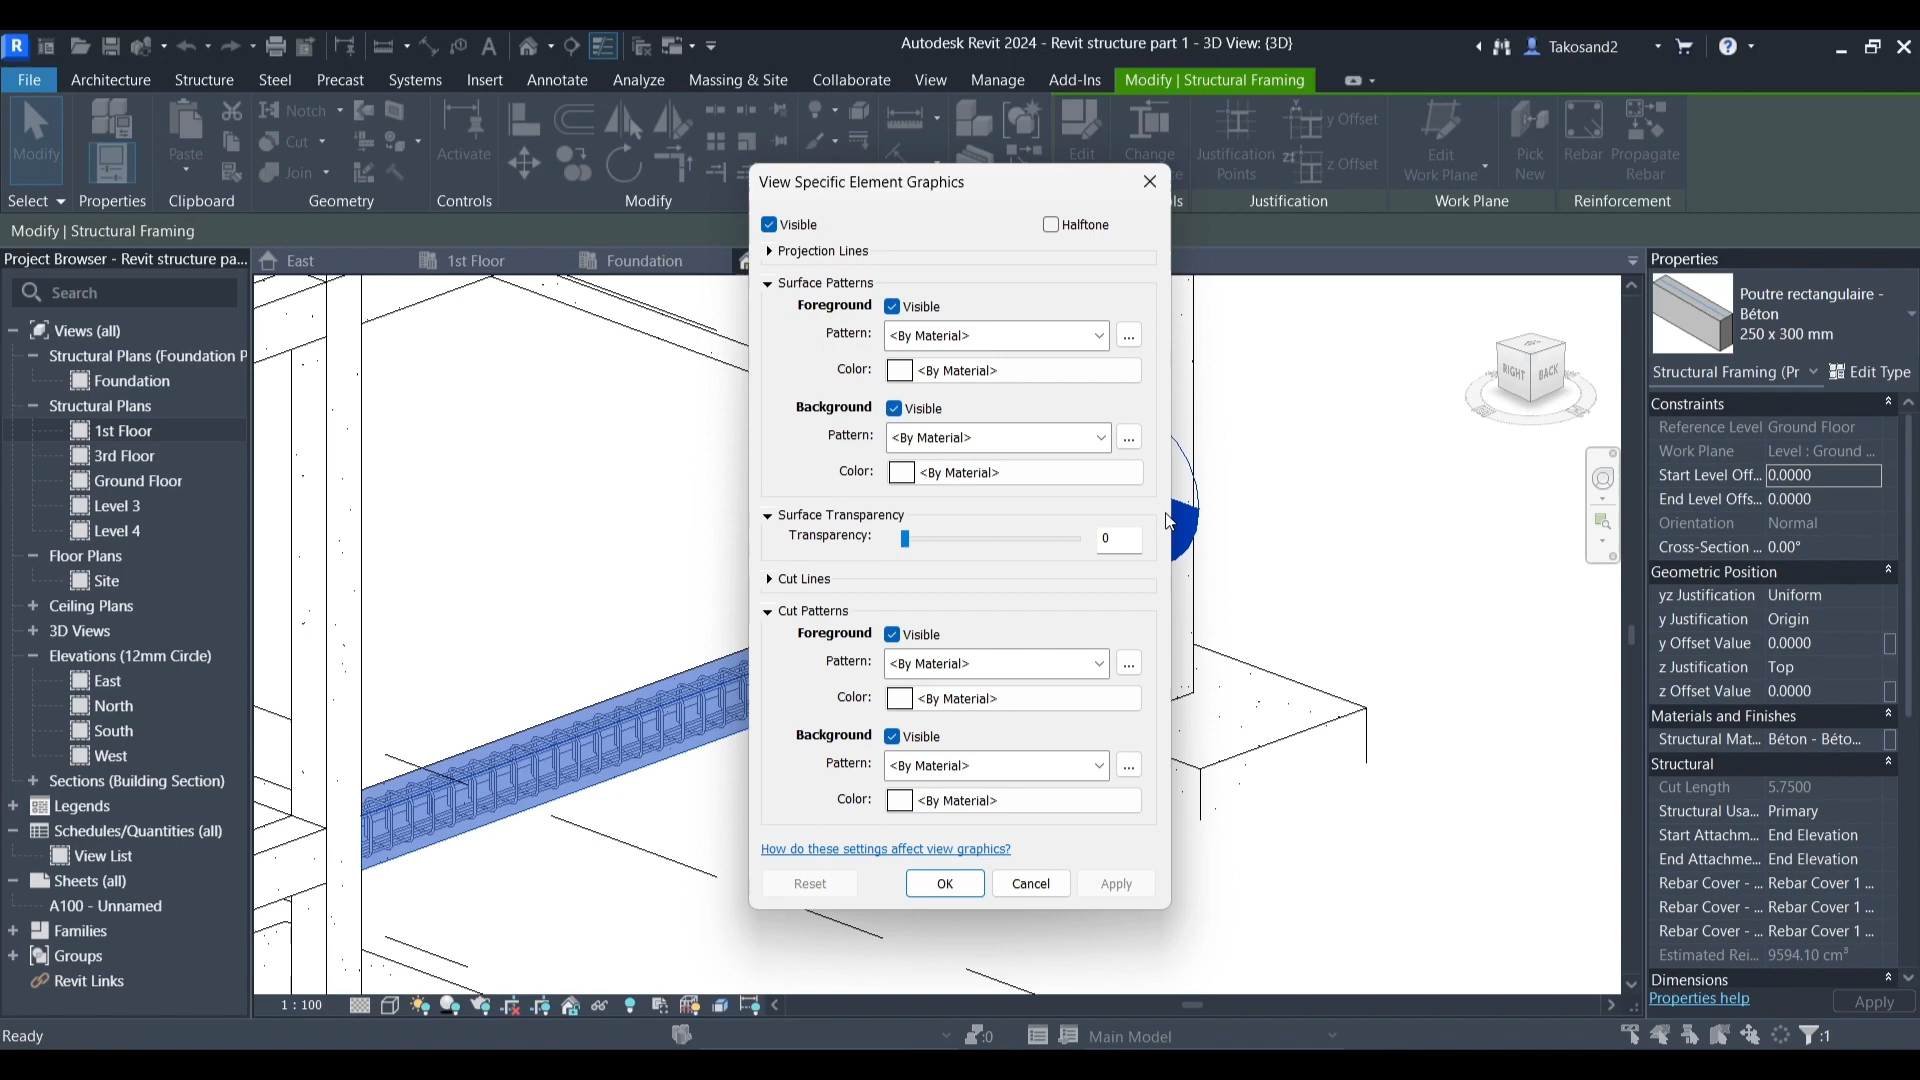 Autodesk Revit 2024 - Revit structure part 1 - 3D View: {3D}
Takosand2
File Architecture Structure Steel Precast Systems Insert Annotate Analyze Massing & Site Collaborate View Manage Add-Ins Modify | Structural Framing
Modify
Paste
Notch
Cut
Join
Activate
Edit
Change
Justification
Points
y Offset
z Offset
Edit
Work Plane
Pick
New
Rebar
Propagate
Rebar
Select Properties Clipboard Geometry Controls Modify Justification Work Plane Reinforcement
Modify | Structural Framing
Project Browser - Revit structure pa...
East
1st Floor
Foundation
Search
Views (all)
Structural Plans (Foundation P
Foundation
Structural Plans
1st Floor
3rd Floor
Ground Floor
Level 3
Level 4
Floor Plans
Site
Ceiling Plans
3D Views
Elevations (12mm Circle)
East
North
South
West
Sections (Building Section)
Legends
Schedules/Quantities (all)
View List
Sheets (all)
A100 - Unnamed
Families
Groups
Revit Links
View Specific Element Graphics
Visible
Halftone
Projection Lines
Surface Patterns
Foreground Visible
Pattern: <By Material> ...
Color: <By Material>
Background Visible
Pattern: <By Material> ...
Color: <By Material>
Surface Transparency
Transparency: 0
Cut Lines
Cut Patterns
Foreground Visible
Pattern: <By Material> ...
Color: <By Material>
Background Visible
Pattern: <By Material> ...
Color: <By Material>
How do these settings affect view graphics?
Reset OK Cancel Apply
RIGHT
BACK
Properties
Poutre rectangulaire -
Béton
250 x 300 mm
Structural Framing (Pr Edit Type
Constraints
Reference Level Ground Floor
Work Plane Level : Ground ...
Start Level Off... 0.0000
End Level Offs... 0.0000
Orientation Normal
Cross-Section ... 0.00°
Geometric Position
yz Justification Uniform
y Justification Origin
y Offset Value 0.0000
z Justification Top
z Offset Value 0.0000
Materials and Finishes
Structural Mat... Béton - Béto...
Structural
Cut Length 5.7500
Structural Usa... Primary
Start Attachm... End Elevation
End Attachme... End Elevation
Rebar Cover - ... Rebar Cover 1 ...
Rebar Cover - ... Rebar Cover 1 ...
Rebar Cover - ... Rebar Cover 1 ...
Estimated Rei... 9594.10 cm³
Dimensions
Properties help
Apply
1 : 100
Ready
:0
Main Model
:1